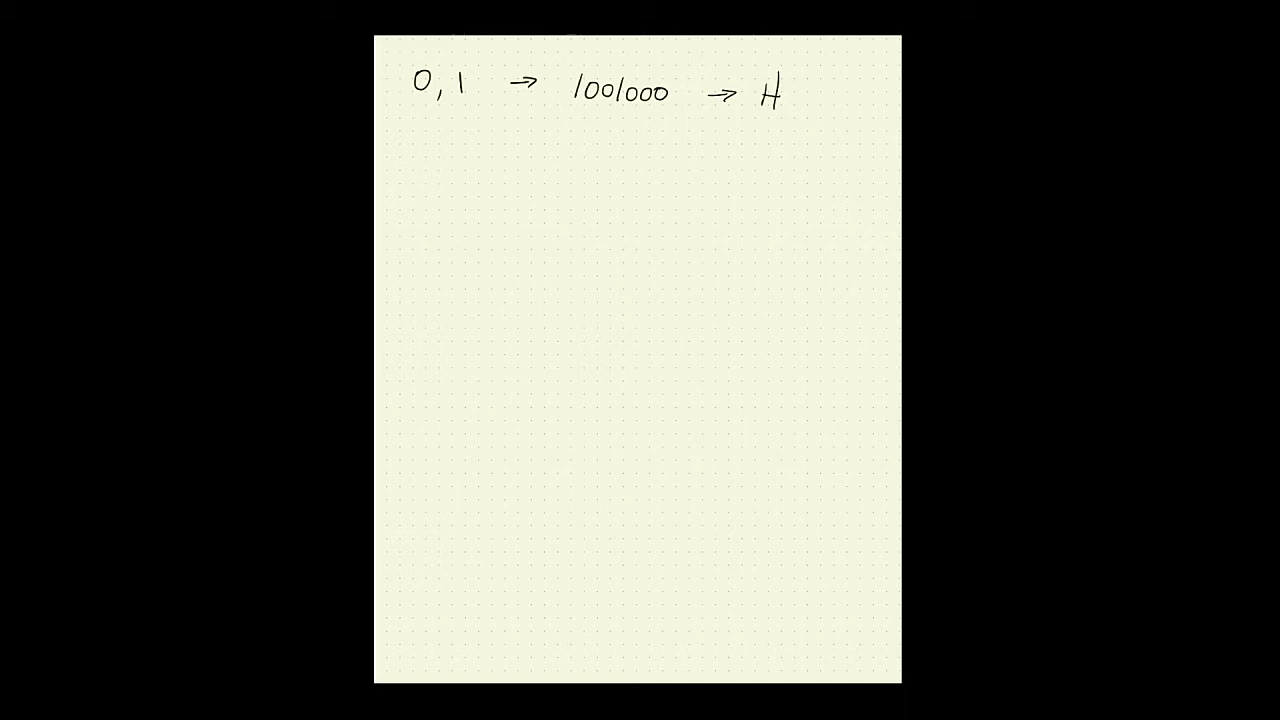 0, 1 → 1001000 → H